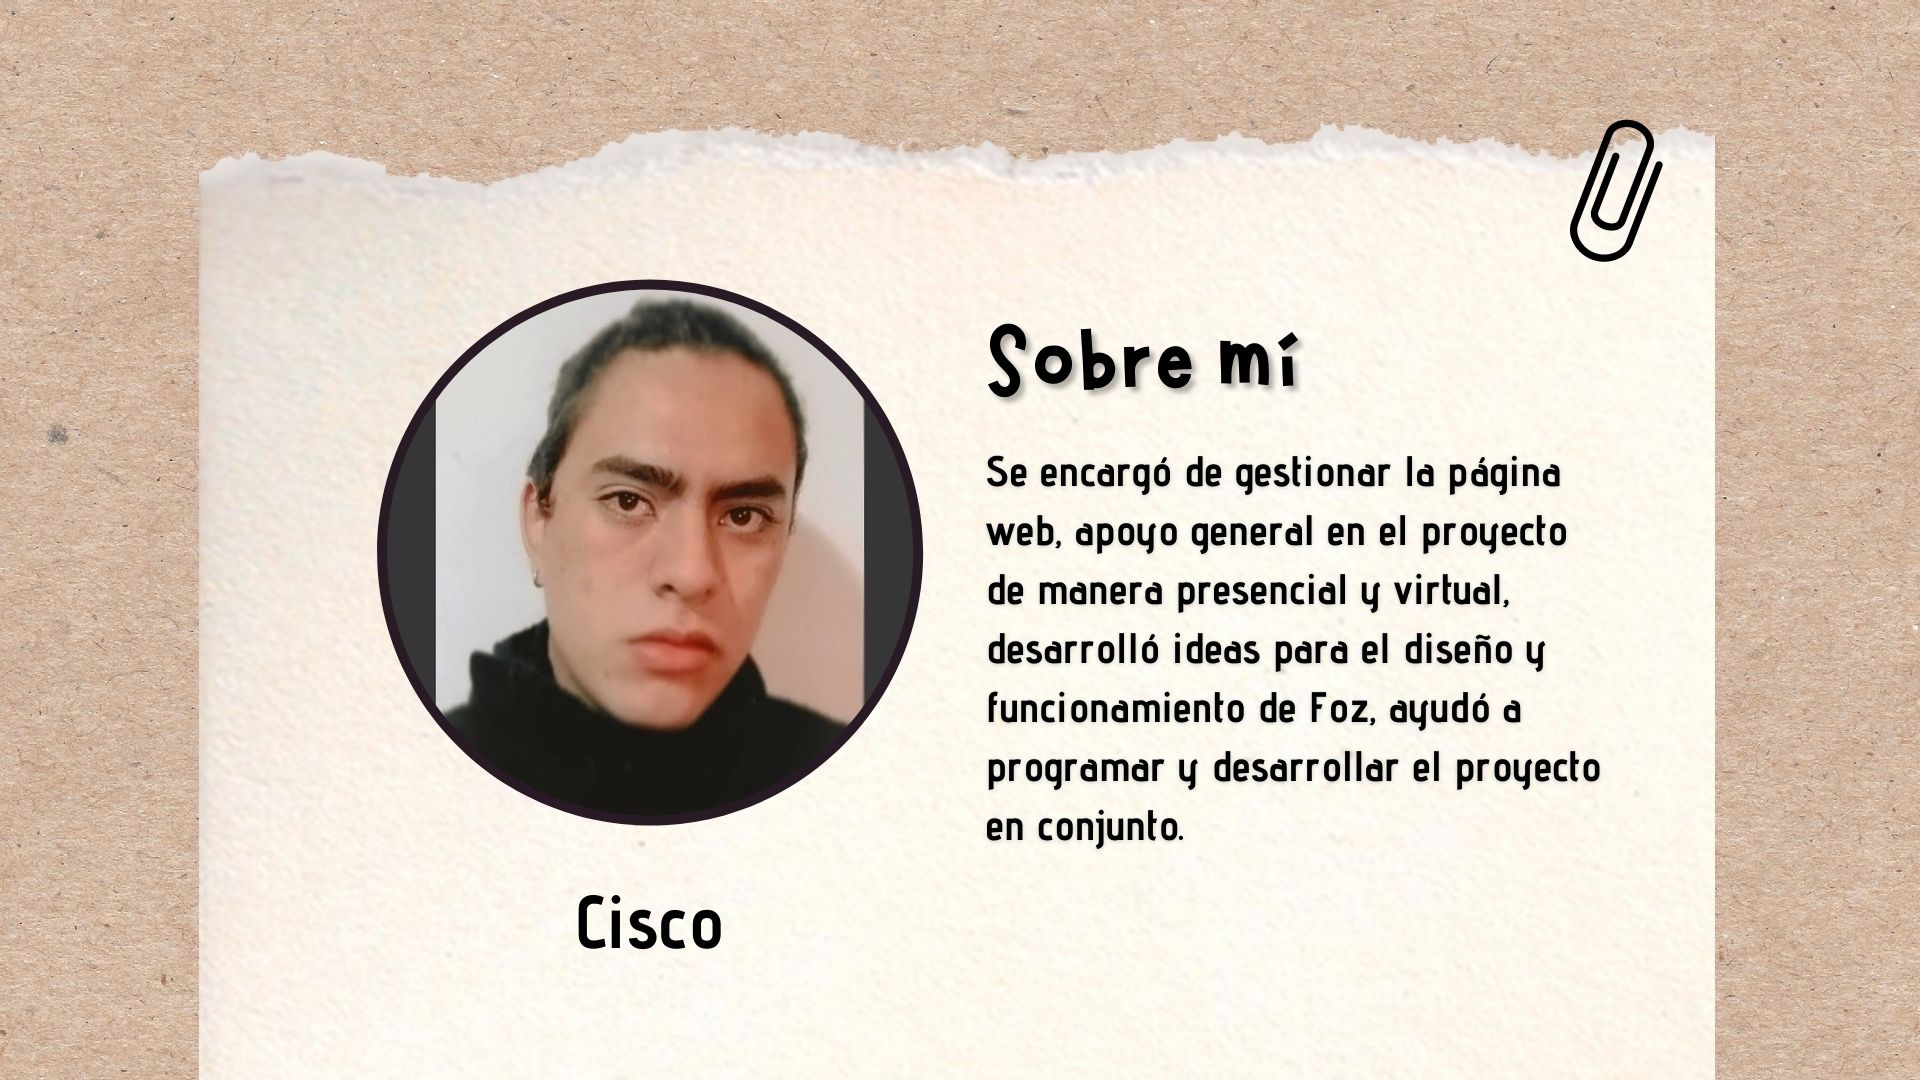 Sobre mí
Se encargó de gestionar la página
web, apoyo general en el proyecto
de manera presencial y virtual,
desarrolló ideas para el diseño y
funcionamiento de Foz, ayudó a
programar y desarrollar el proyecto
en conjunto.
Cisco